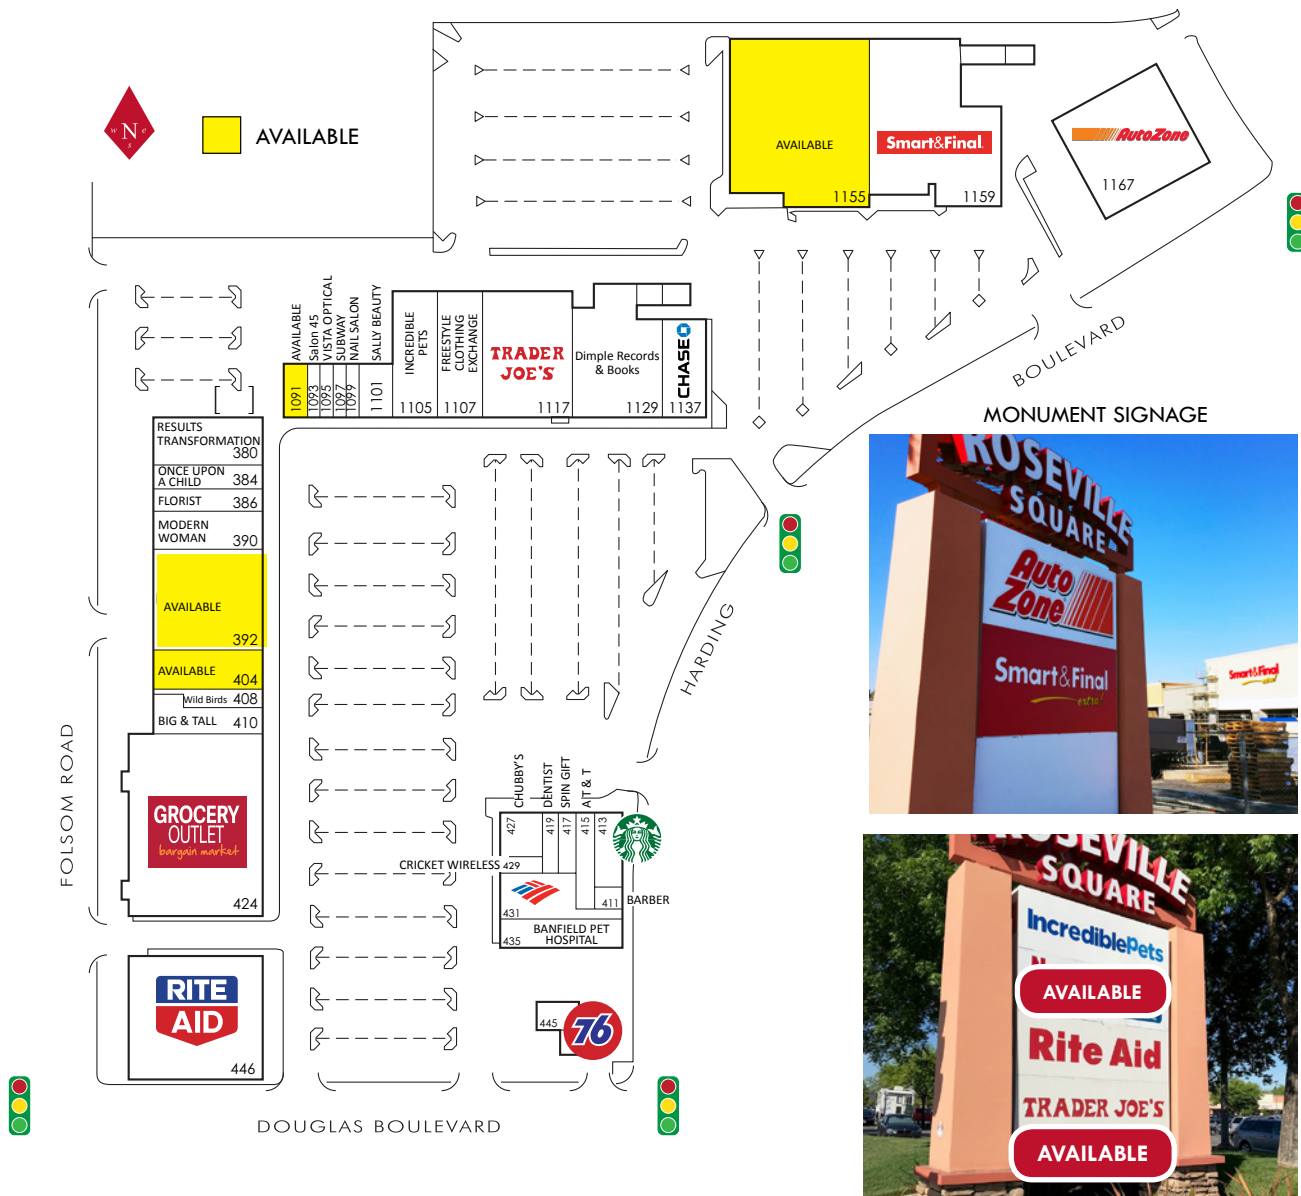 N
w
e
s
AVAILABLE
AVAILABLE
1155
Smart&Final
1159
AutoZone
1167
AVAILABLE
1091
Salon 45
1093
VISTA OPTICAL
1095
SUBWAY
1097
NAIL SALON
1099
SALLY BEAUTY
1101
INCREDIBLE
PETS
1105
FREESTYLE
CLOTHING
EXCHANGE
1107
TRADER
JOE'S
1117
Dimple Records
& Books
1129
CHASE
1137
BOULEVARD
HARDING
RESULTS
TRANSFORMATION
380
ONCE UPON
A CHILD
384
FLORIST
386
MODERN
WOMAN
390
AVAILABLE
392
AVAILABLE
404
Wild Birds
408
BIG & TALL
410
GROCERY
OUTLET
bargain market
424
FOLSOM ROAD
RITE
AID
446
CHUBBY'S
427
DENTIST
419
SPIN GIFT
417
AT & T
415
413
CRICKET WIRELESS
429
411
BARBER
431
BANFIELD PET
HOSPITAL
435
445
76
DOUGLAS BOULEVARD
MONUMENT SIGNAGE
ROSEVILLE
SQUARE
Auto
Zone
Smart&Final
extra!
Smart&Final
ROSEVILLE
SQUARE
IncrediblePets
AVAILABLE
Rite Aid
TRADER JOE'S
AVAILABLE